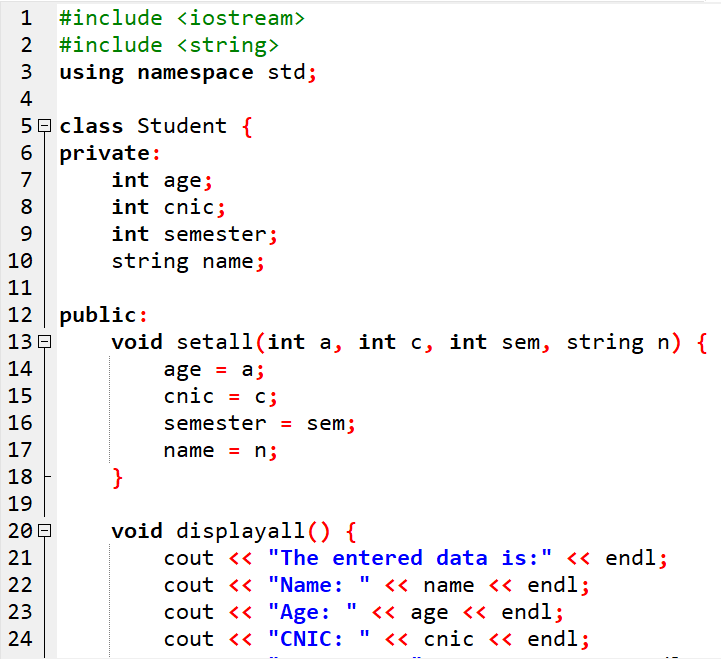 1 #include <iostream>
2 #include <string>
3 using namespace std;
4
5 class Student {
6 private:
7     int age;
8     int cnic;
9     int semester;
10     string name;
11
12 public:
13     void setall(int a, int c, int sem, string n) {
14         age = a;
15         cnic = c;
16         semester = sem;
17         name = n;
18     }
19
20     void displayall() {
21         cout << "The entered data is:" << endl;
22         cout << "Name: " << name << endl;
23         cout << "Age: " << age << endl;
24         cout << "CNIC: " << cnic << endl;